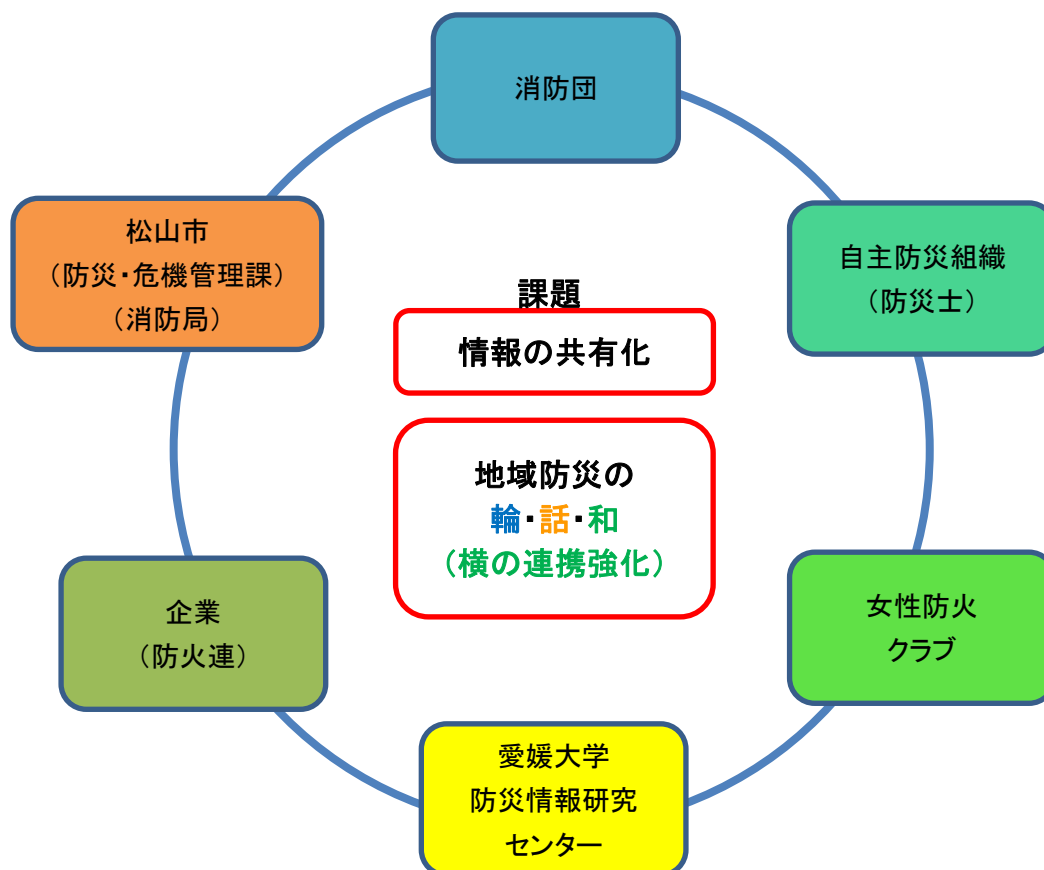 消防団
松山市
（防災・危機管理課）
（消防局）
自主防災組織
（防災士）
課題
情報の共有化
地域防災の
輪・話・和
（横の連携強化）
企業
（防火連）
女性防火
クラブ
愛媛大学
防災情報研究
センター